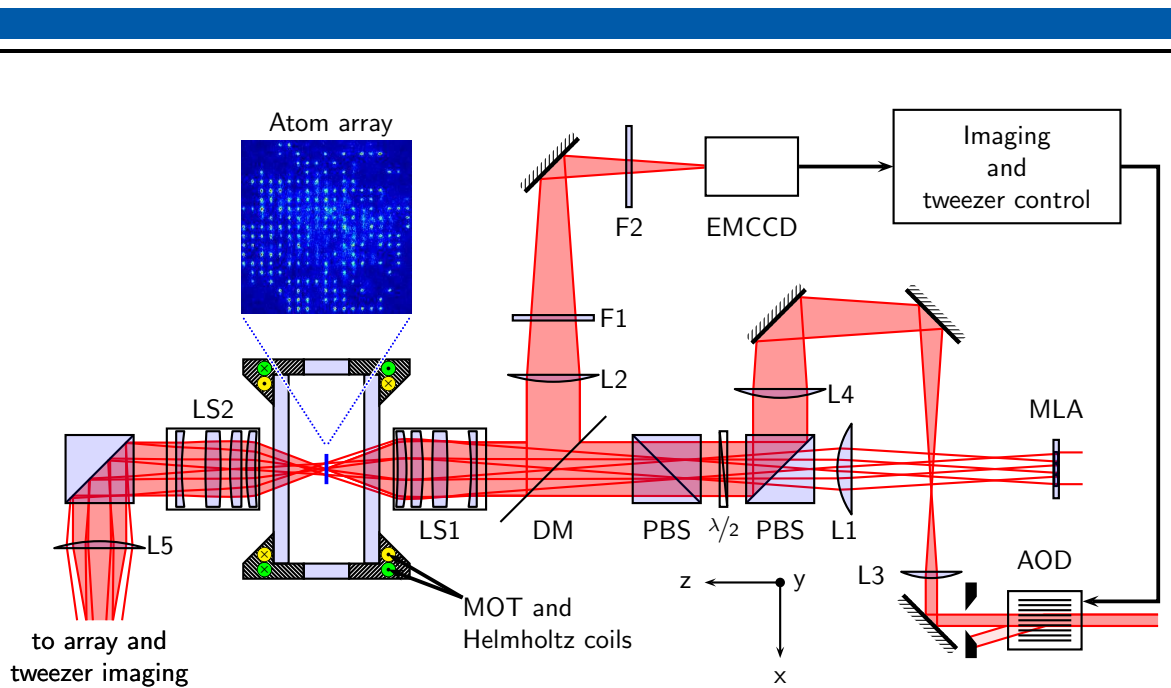 Atom array
Imaging
and
tweezer control
F2
EMCCD
F1
L2
L4
LS2
MLA
LS1
DM
PBS
λ/2
PBS
L1
L5
L3
AOD
z
y
x
MOT and
Helmholtz coils
to array and
tweezer imaging